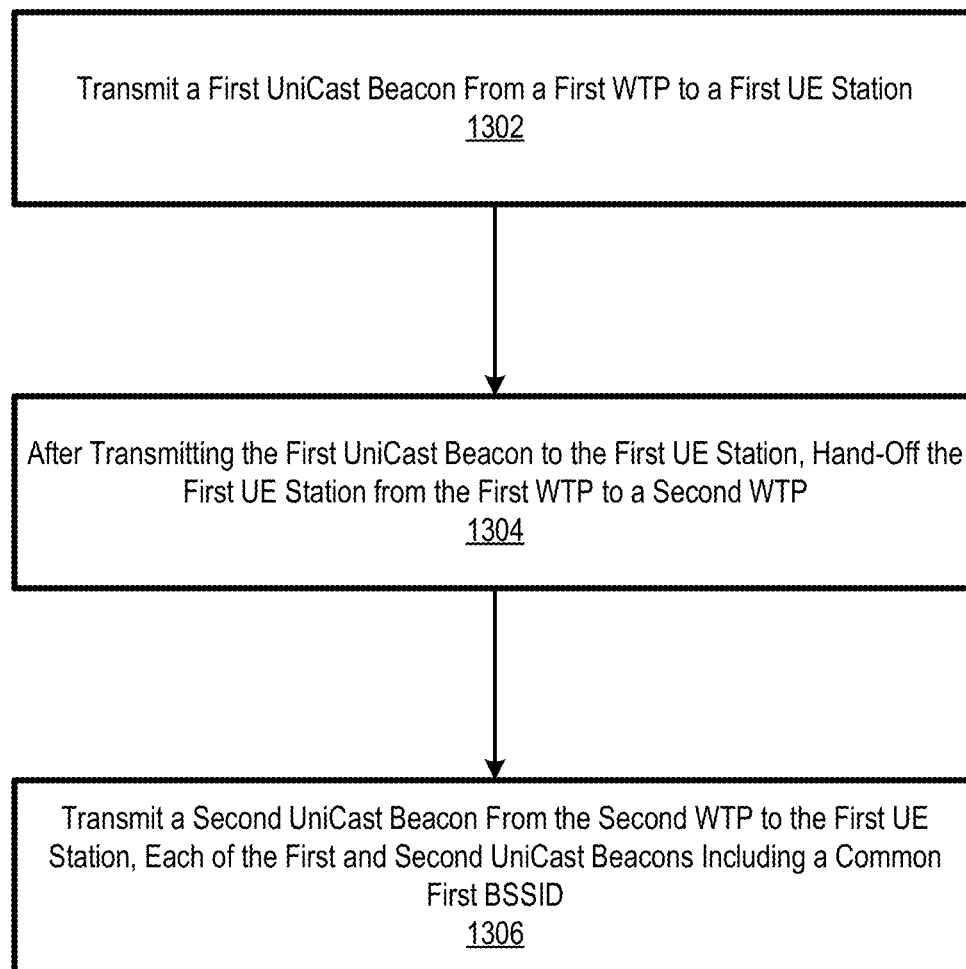 Transmit a First UniCast Beacon From a First WTP to a First UE Station
1302
After Transmitting the First UniCast Beacon to the First UE Station, Hand-Off the
First UE Station from the First WTP to a Second WTP
1304
Transmit a Second UniCast Beacon From the Second WTP to the First UE
Station, Each of the First and Second UniCast Beacons Including a Common
First BSSID
1306